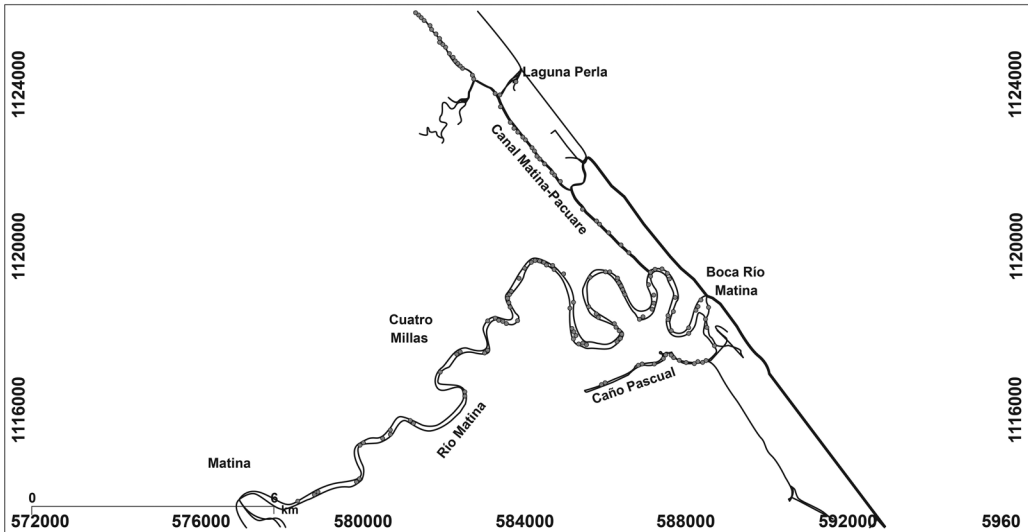 1124000
1124000
Laguna Perla
Canal Matina-Pacuare
1120000
1120000
Boca Río
Matina
Cuatro
Millas
Caño Pascual
1116000
1116000
Río Matina
Matina
0
6
km
572000
576000
580000
584000
588000
592000
5960